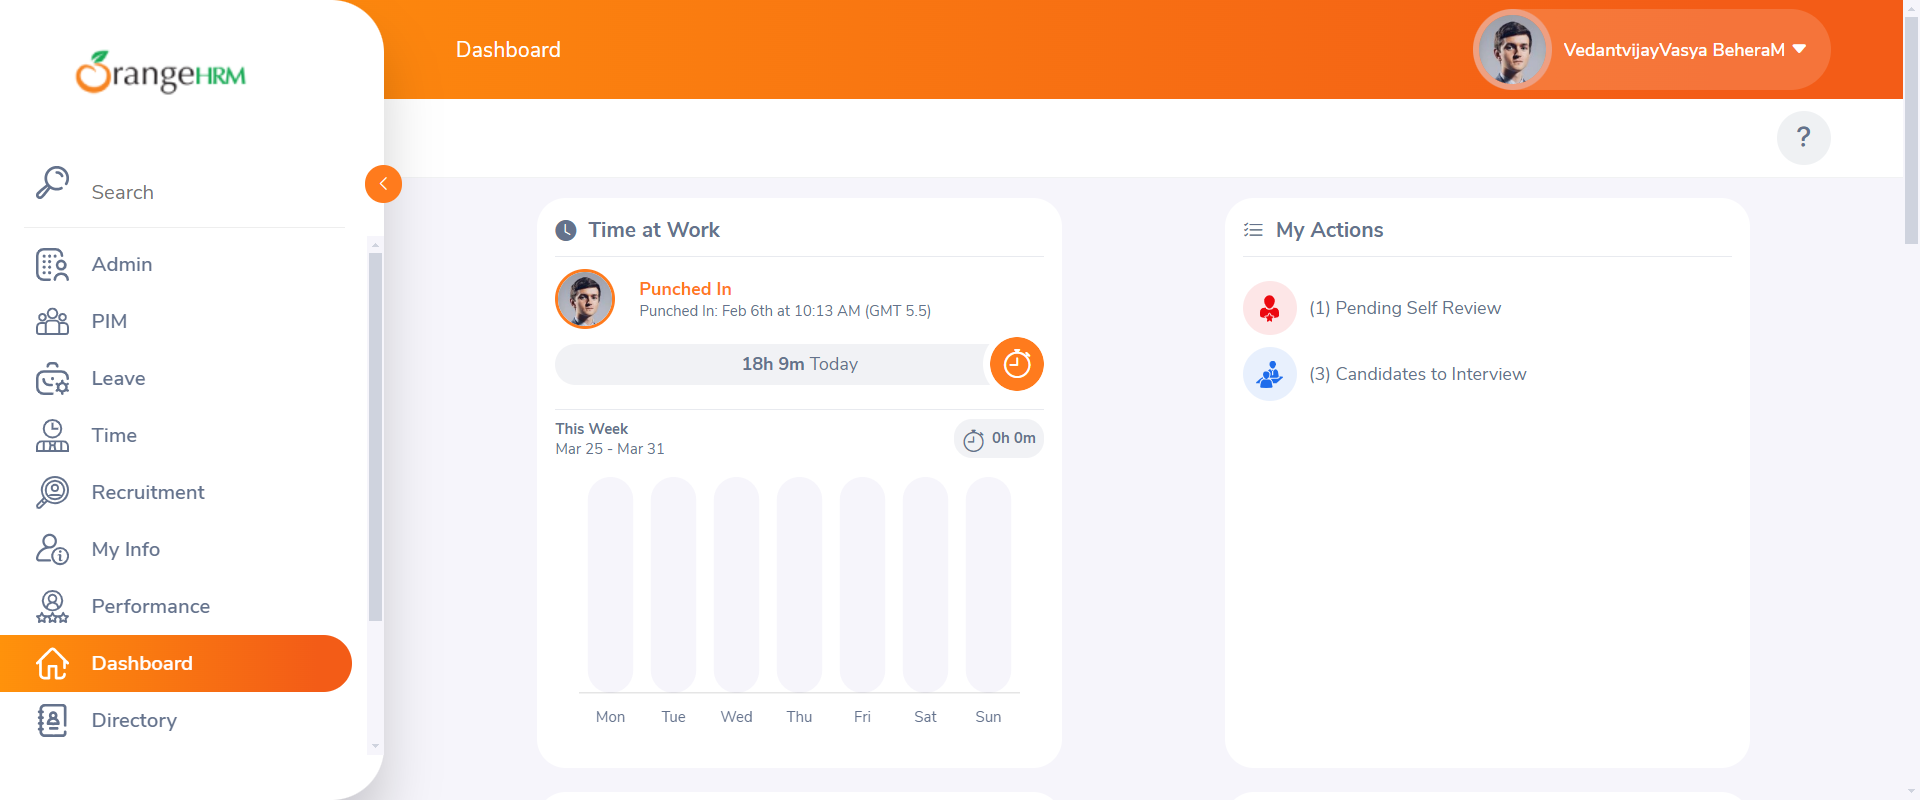 OrangeHRM
Search
Admin
PIM
Leave
Time
Recruitment
My Info
Performance
Dashboard
Directory
Dashboard
VedantvijayVasya BeheraM
?
Time at Work
Punched In
Punched In: Feb 6th at 10:13 AM (GMT 5.5)
18h 9m Today
This Week
Mar 25 - Mar 31
0h 0m
Mon Tue Wed Thu Fri Sat Sun
My Actions
(1) Pending Self Review
(3) Candidates to Interview